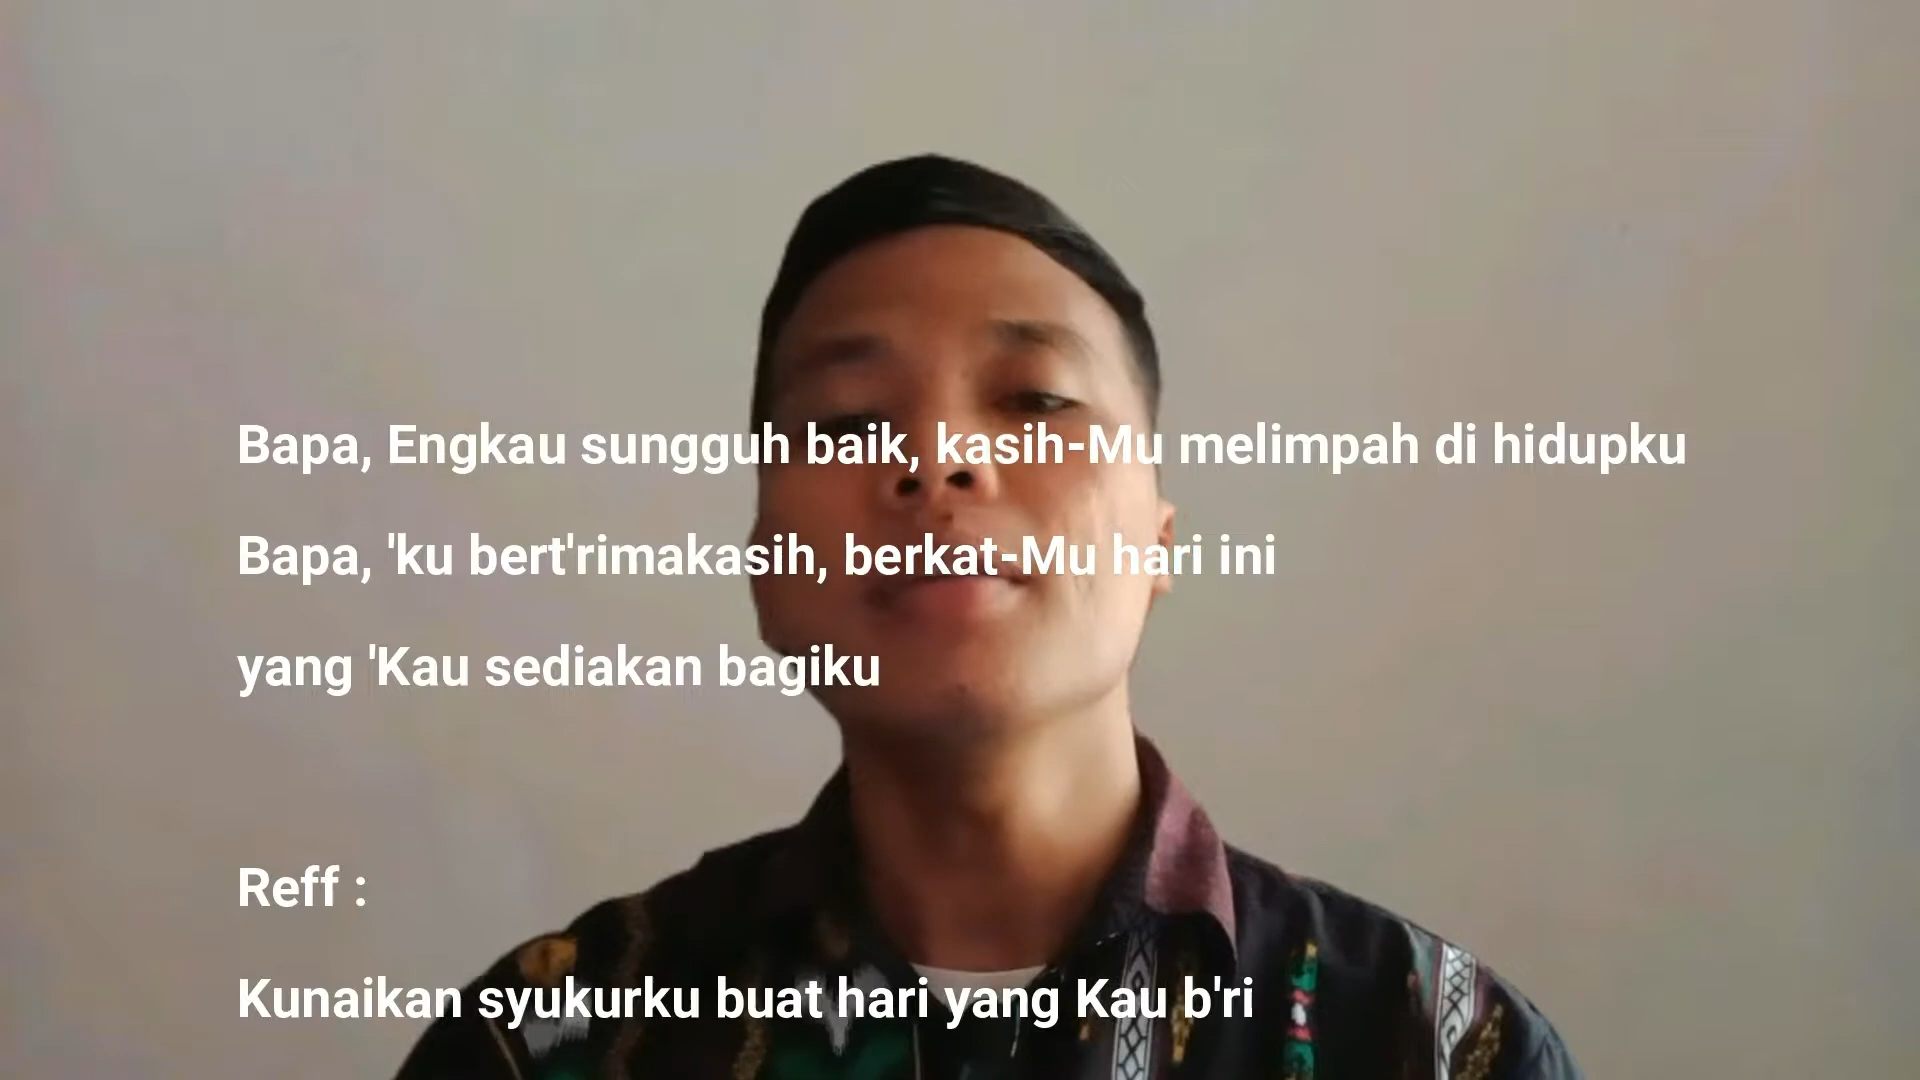 Bapa, Engkau sungguh baik, kasih-Mu melimpah di hidupku
Bapa, 'ku bert'rimakasih, berkat-Mu hari ini
yang 'Kau sediakan bagiku
Reff :
Kunaikan syukurku buat hari yang Kau b'ri